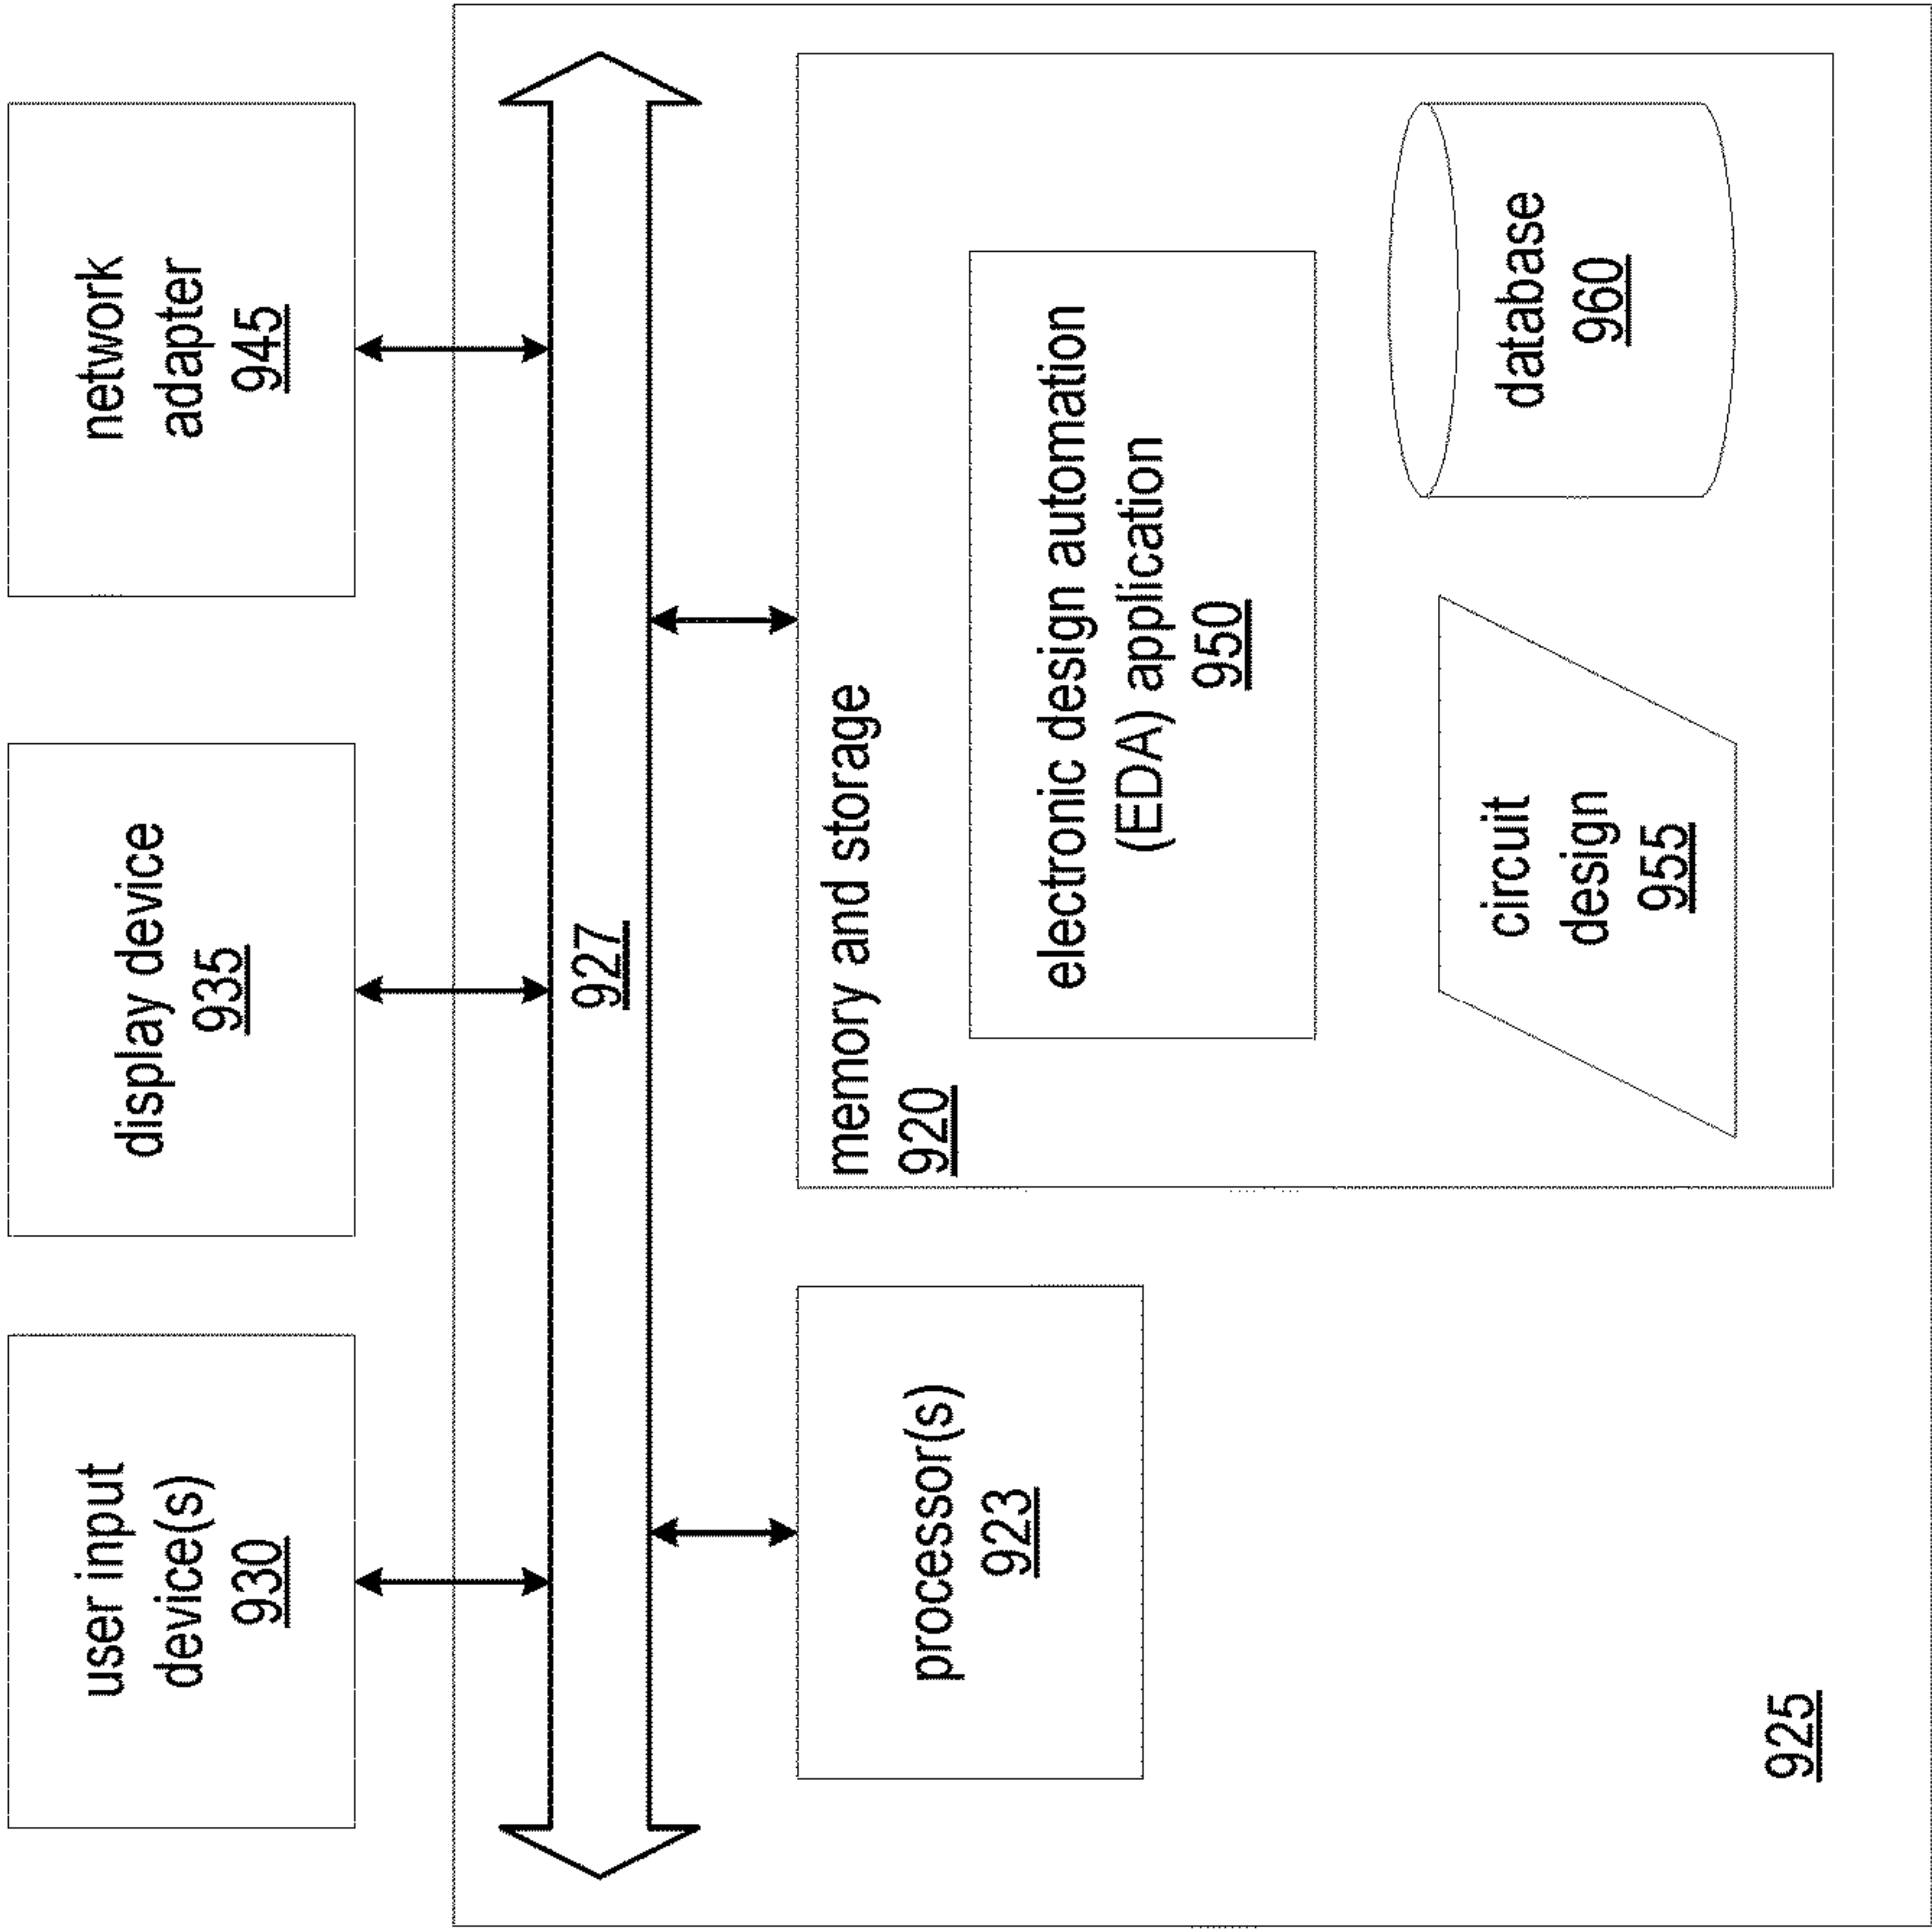 user input
device(s)
930
display device
935
network
adapter
945
927
processor(s)
923
memory and storage
920
electronic design automation
(EDA) application
950
circuit
design
955
database
960
925